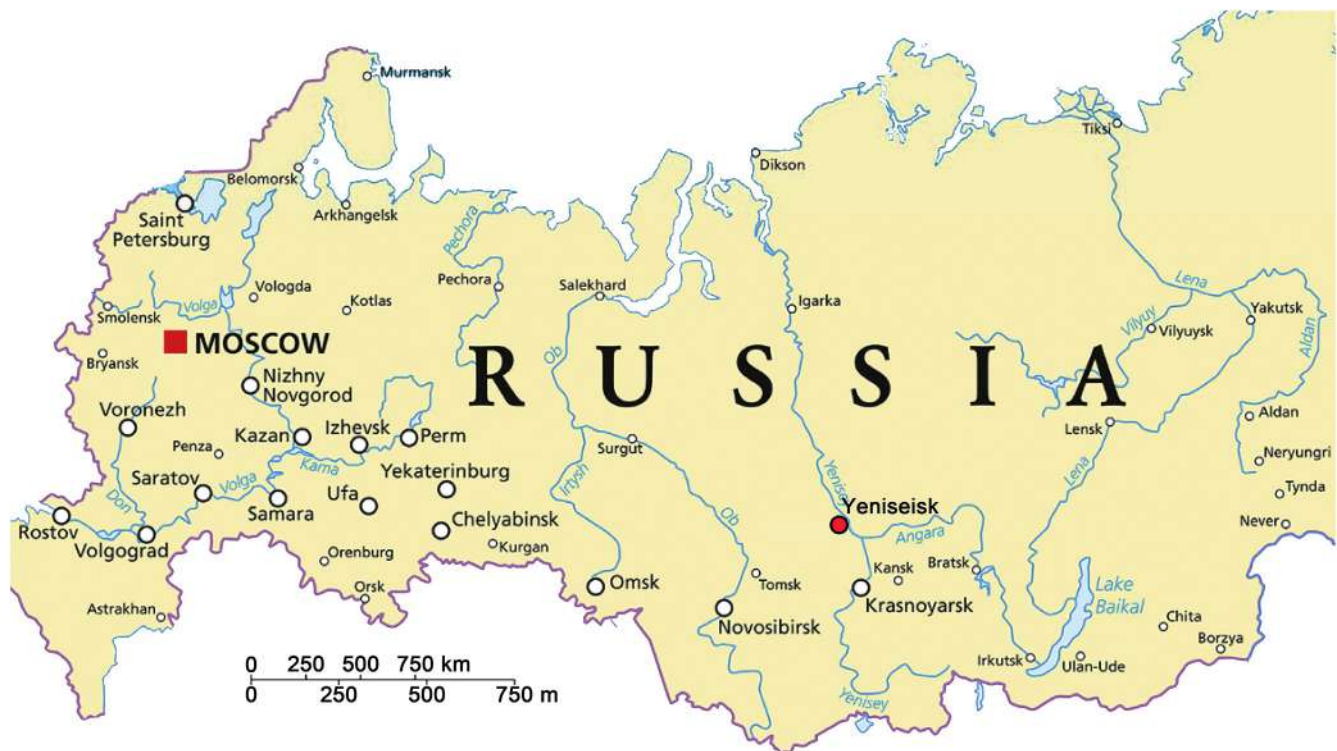 Murmansk
Tiksi
Dikson
Belomorsk
Saint
Petersburg
Arkhangelsk
Pechora
Pechora
Salekhard
Vologda
Kotlas
Volga
Smolensk
Igarka
Lena
Yakutsk
Vilyuy
Vilyuysk
Aldan
MOSCOW
Bryansk
Ob
RUSSIA
Nizhny
Novgorod
Voronezh
Aldan
Lensk
Kazan
Izhevsk
Perm
Surgut
Penza
Kama
Neryungri
Yekaterinburg
Irtysh
Yenise
Lena
Saratov
Volga
Don
Samara
Ufa
Tynda
Yeniseisk
Ob
Rostov
Volgograd
Chelyabinsk
Kurgan
Angara
Never
Orenburg
Orsk
Omsk
Tomsk
Kansk
Bratsk
Krasnoyarsk
Lake
Baikal
Astrakhan
Novosibirsk
Chita
Borzya
Irkutsk
Ulan-Ude
Yenisey
0 250 500 750 km
0 250 500 750 m